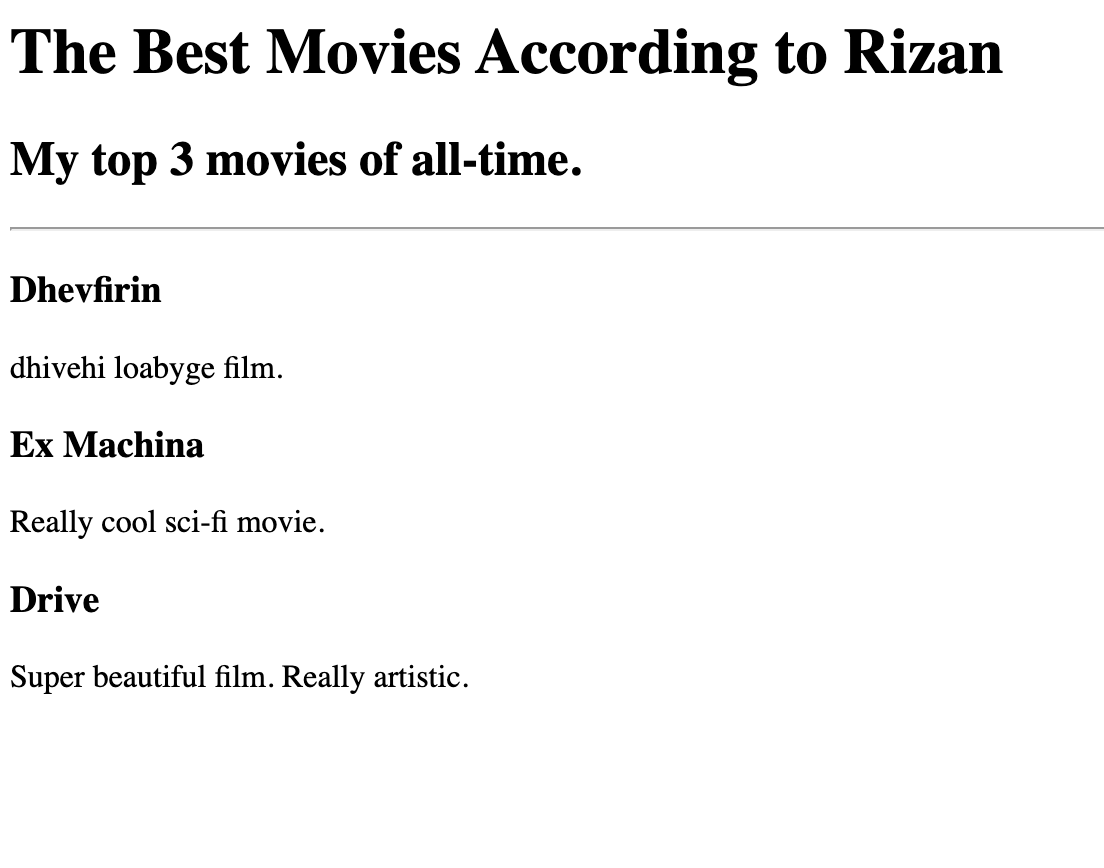 The Best Movies According to Rizan
My top 3 movies of all-time.
Dhevfirin
dhivehi loabyge film.
Ex Machina
Really cool sci-fi movie.
Drive
Super beautiful film. Really artistic.